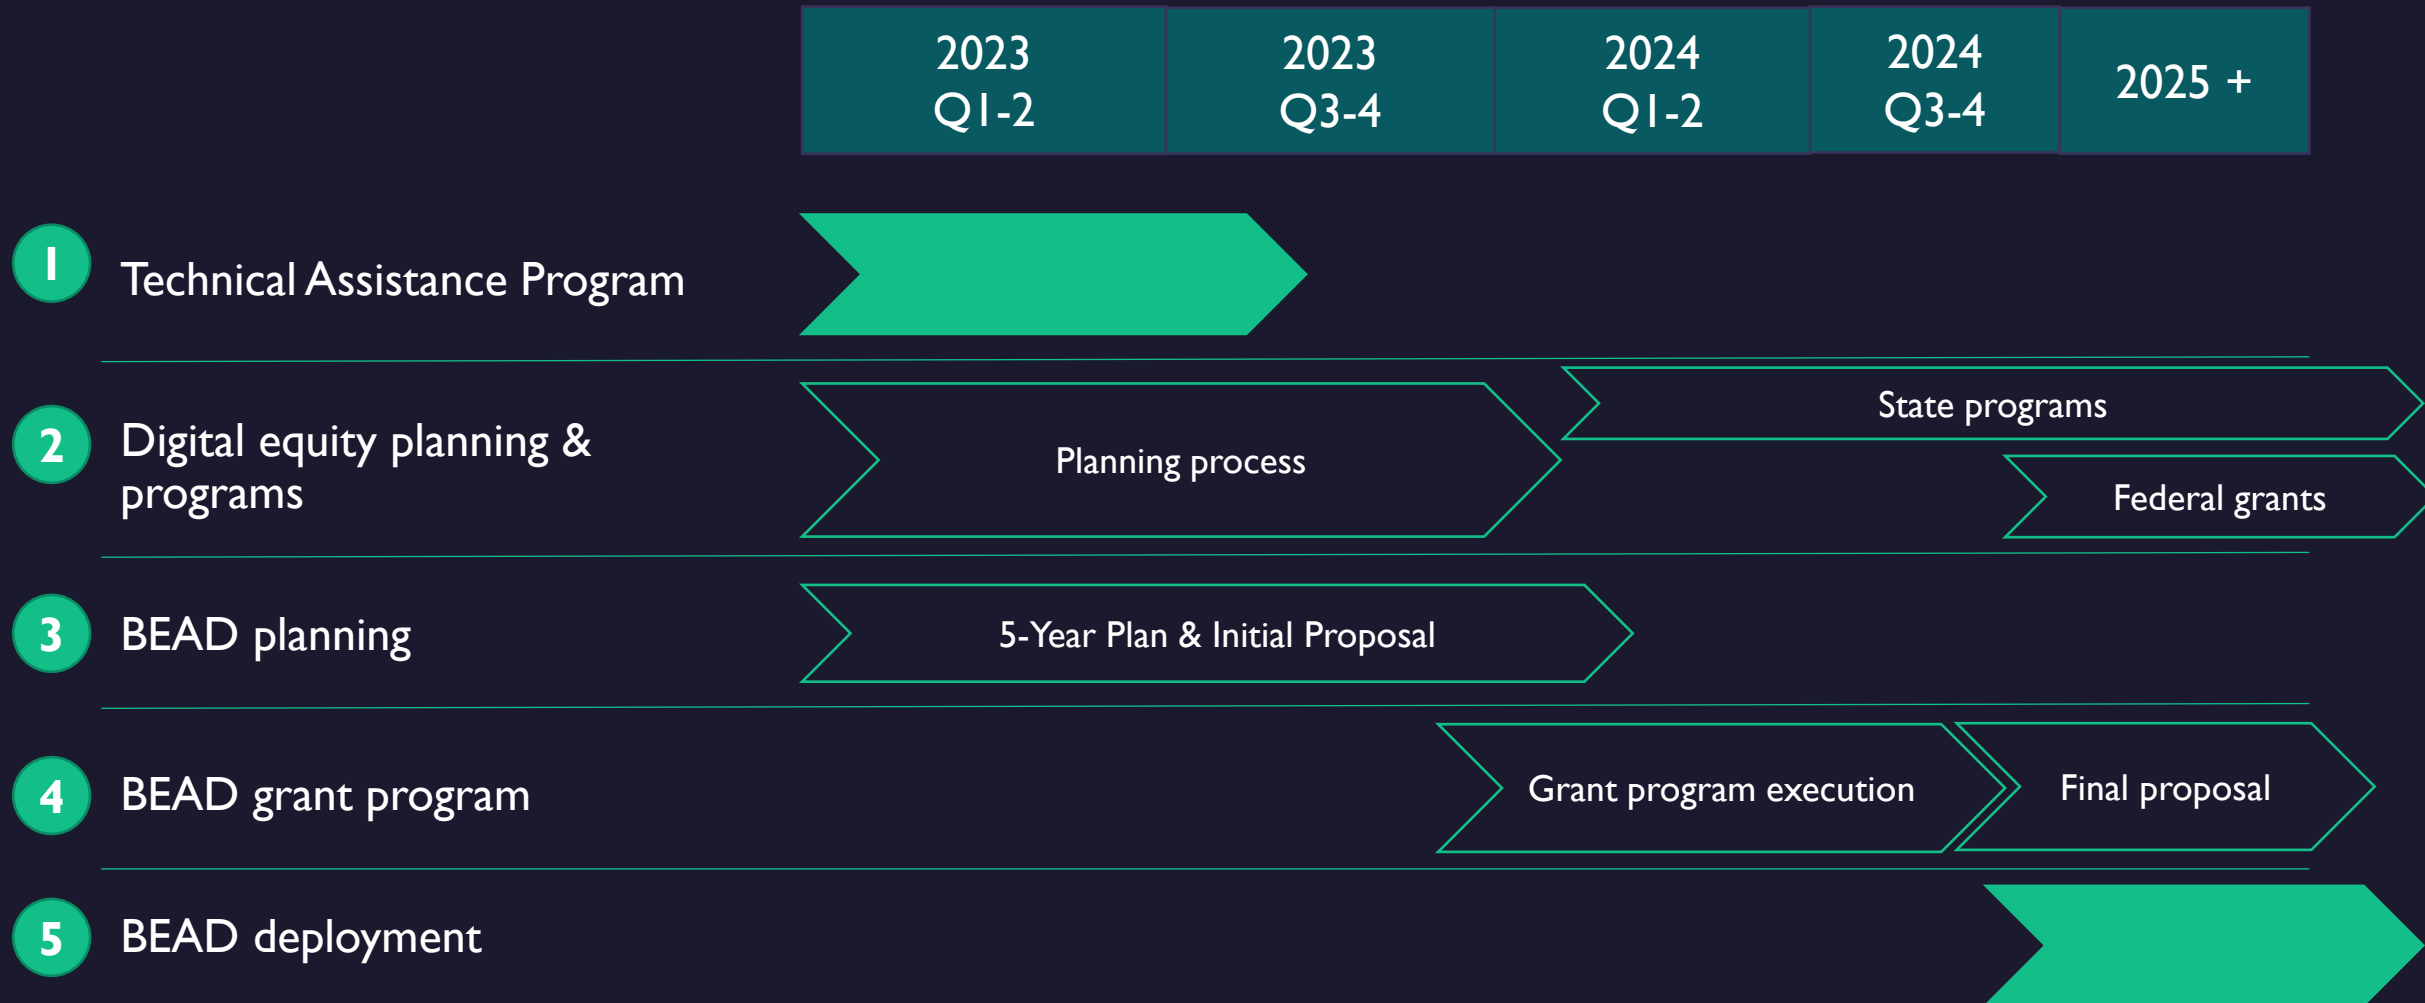 2023
Q1-2
2023
Q3-4
2024
Q1-2
2024
Q3-4
2025 +
1
Technical Assistance Program
2
Digital equity planning &
programs
Planning process
State programs
Federal grants
3
BEAD planning
5-Year Plan & Initial Proposal
4
BEAD grant program
Grant program execution
Final proposal
5
BEAD deployment